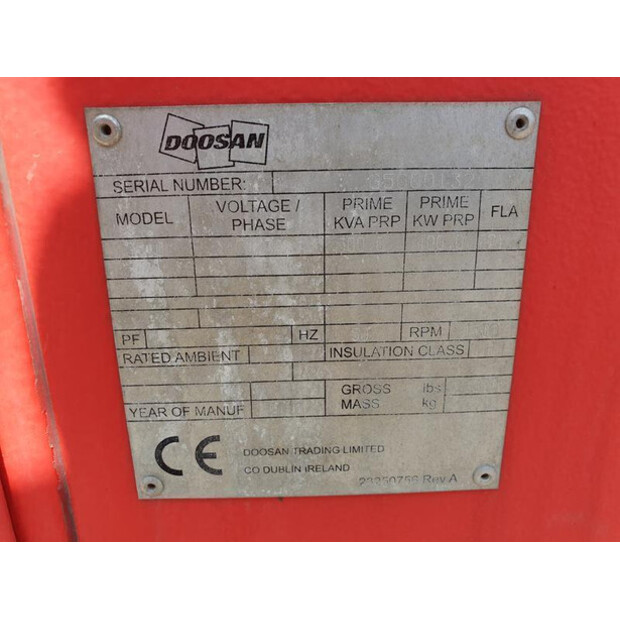 DOOSAN
SERIAL NUMBER:
MODEL VOLTAGE / PHASE PRIME KVA PRP PRIME KW PRP FLA
PF HZ RPM
RATED AMBIENT INSULATION CLASS
GROSS MASS lbs kg
YEAR OF MANUF
CE DOOSAN TRADING LIMITED
CO DUBLIN IRELAND
Rev A